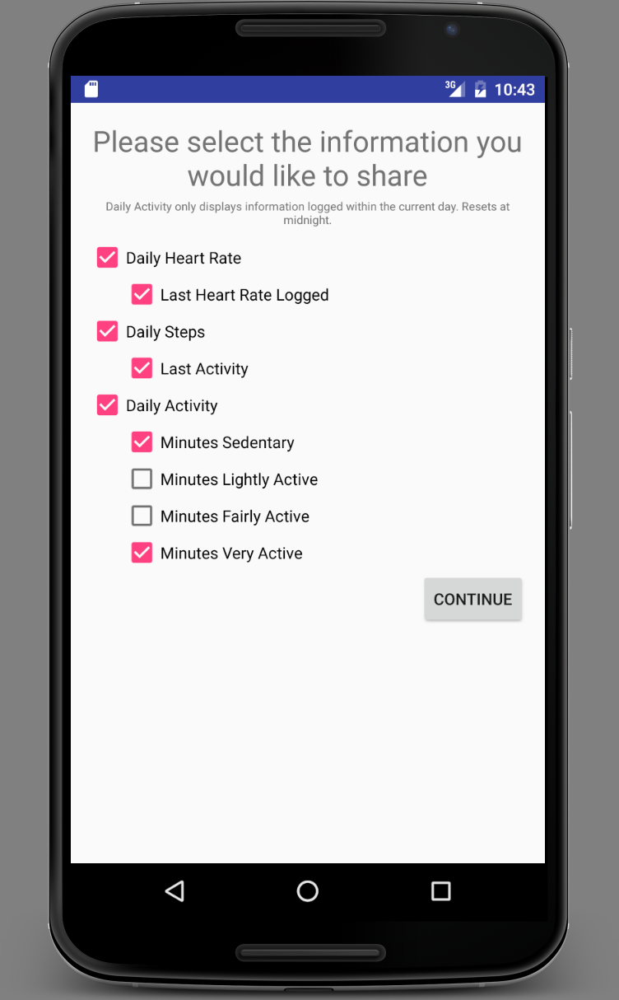 3G 10:43
Please select the information you
would like to share
Daily Activity only displays information logged within the current day. Resets at
midnight.
Daily Heart Rate
Last Heart Rate Logged
Daily Steps
Last Activity
Daily Activity
Minutes Sedentary
Minutes Lightly Active
Minutes Fairly Active
Minutes Very Active
CONTINUE